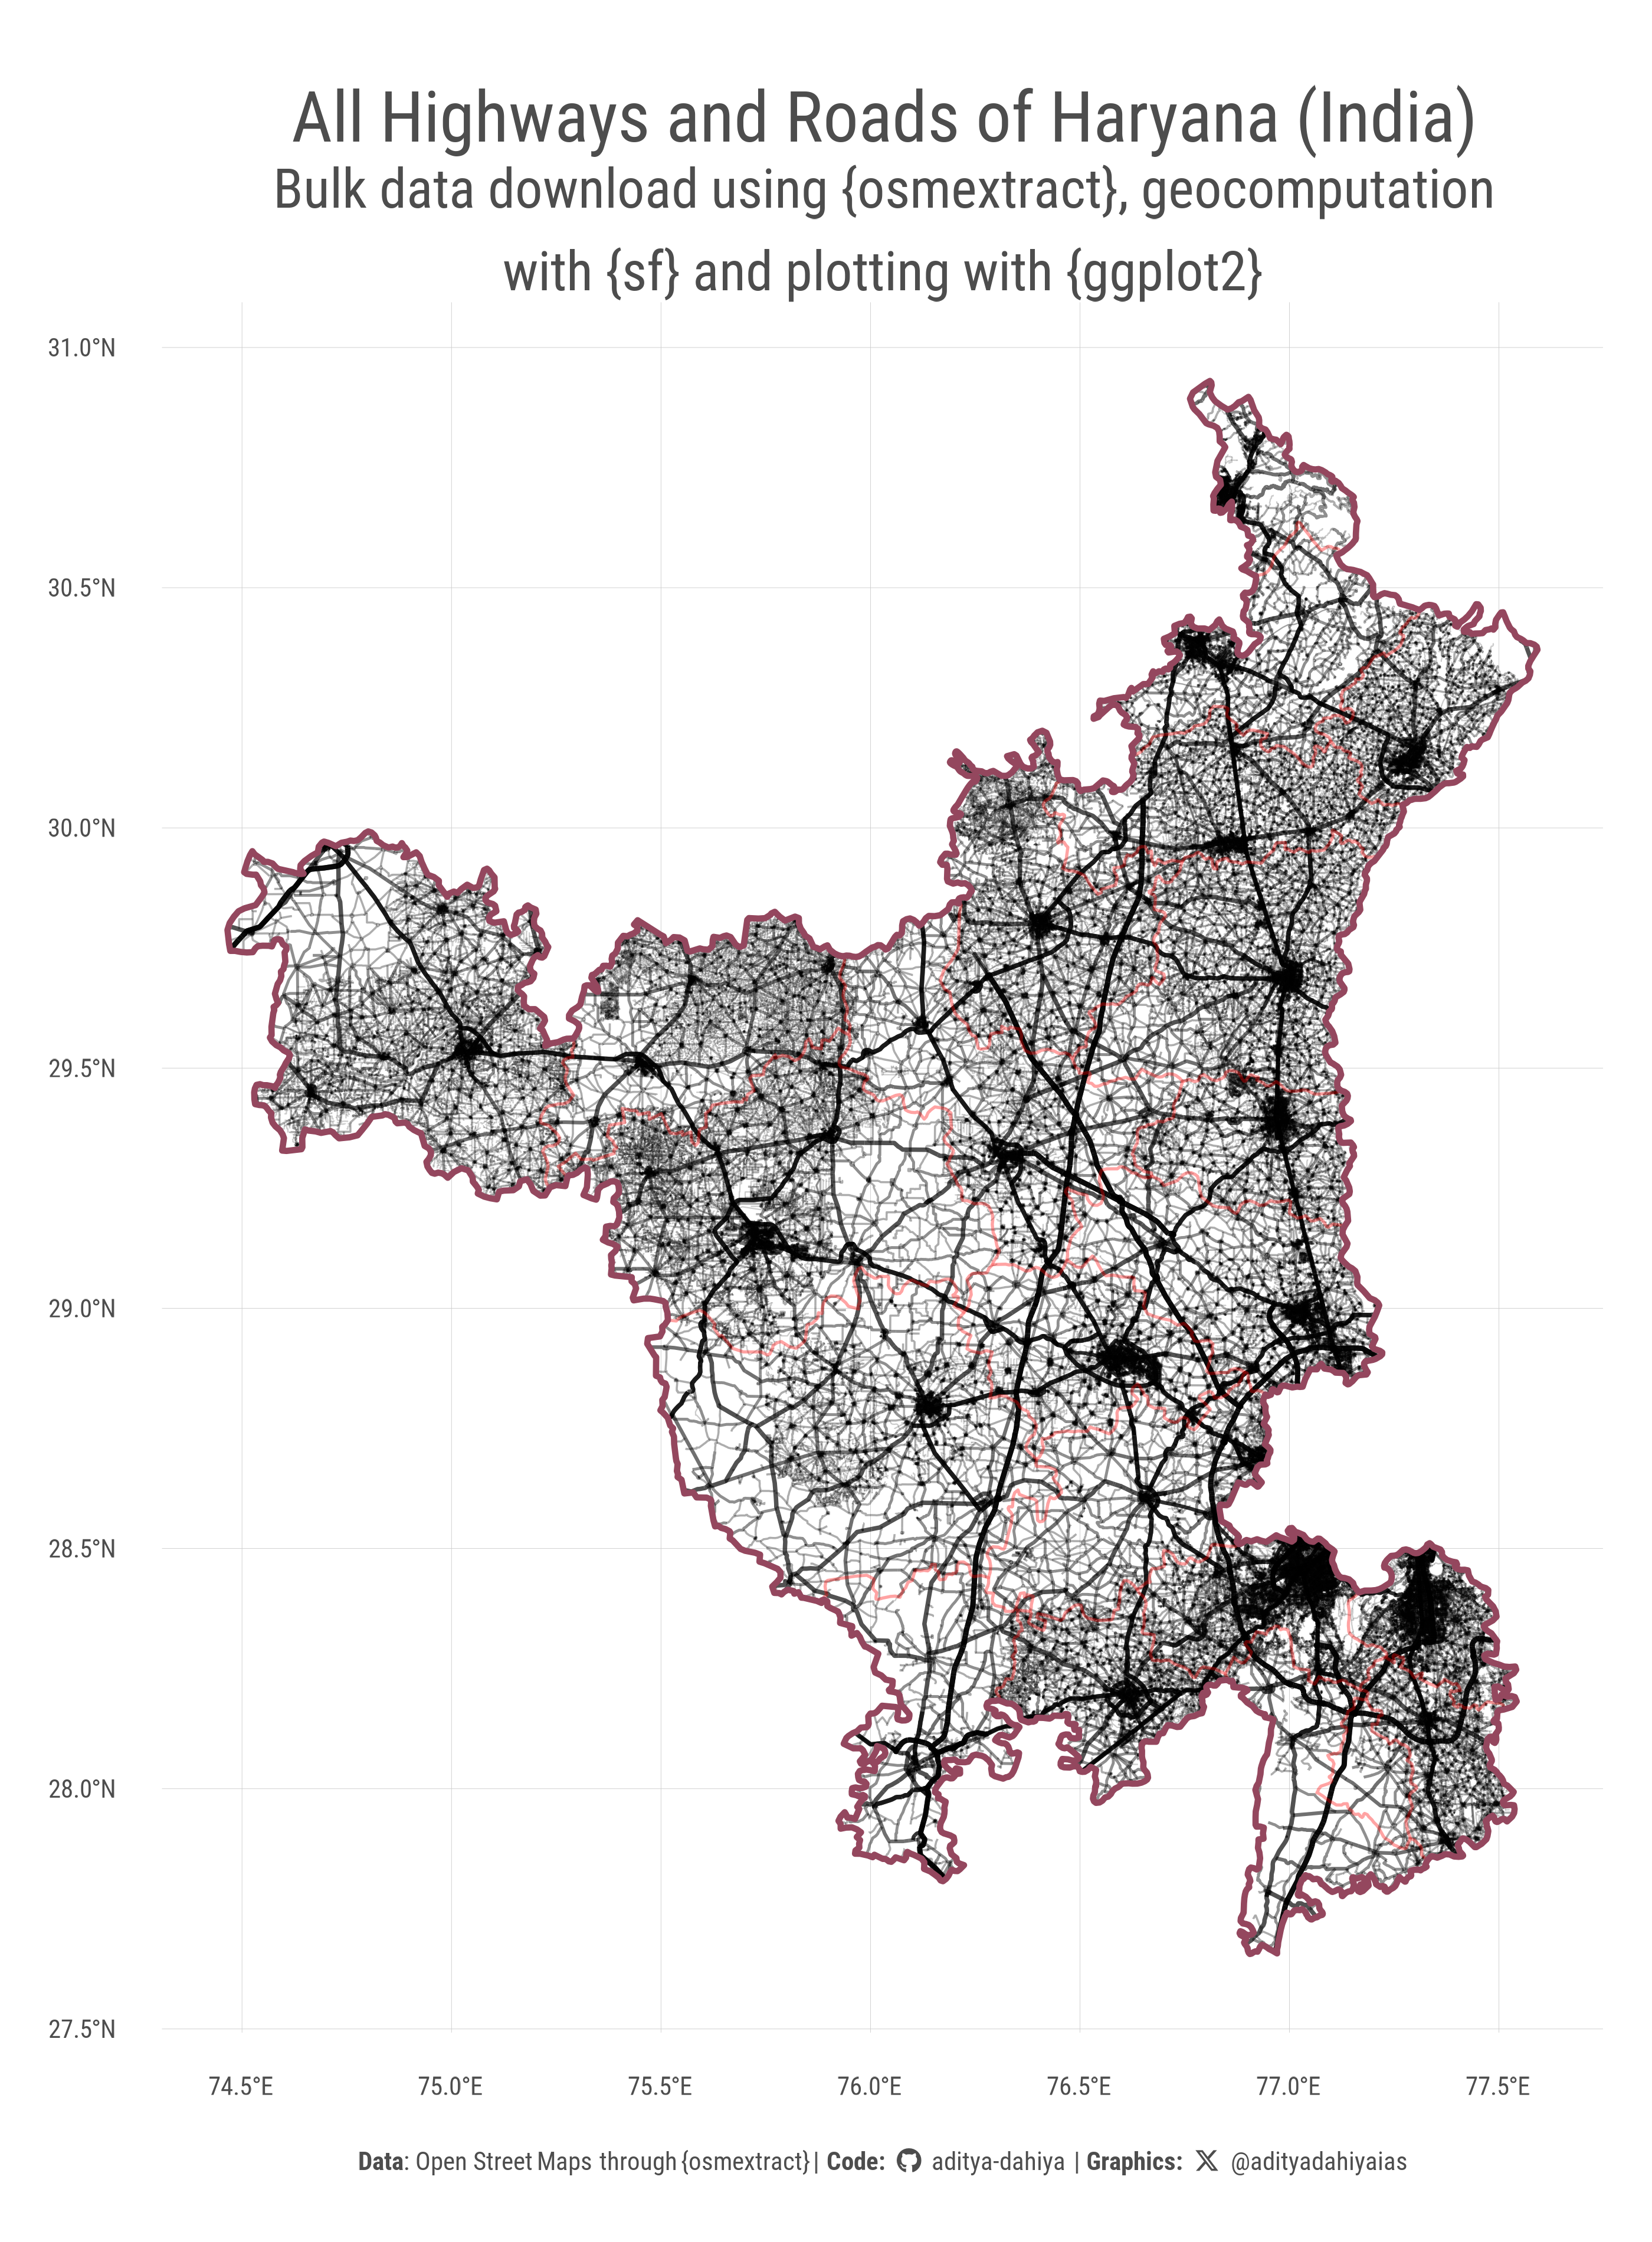 All Highways and Roads of Haryana (India)
Bulk data download using {osmextract}, geocomputation
with {sf} and plotting with {ggplot2}
31.0°N
30.5°N
30.0°N
29.5°N
29.0°N
28.5°N
28.0°N
27.5°N
74.5°E 75.0°E 75.5°E 76.0°E 76.5°E 77.0°E 77.5°E
Data: Open Street Maps through {osmextract} | Code: aditya-dahiya | Graphics: @adityadahiyaias